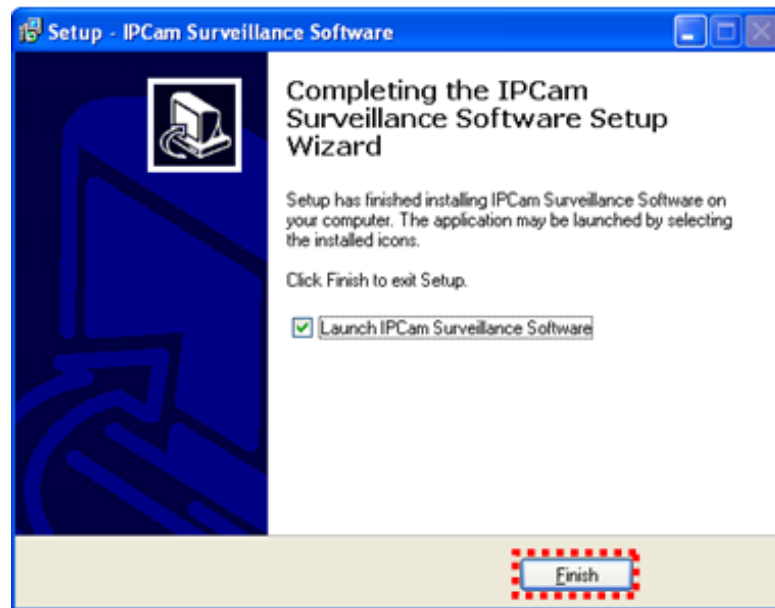 Setup - IPCam Surveillance Software
Completing the IPCam
Surveillance Software Setup
Wizard
Setup has finished installing IPCam Surveillance Software on
your computer. The application may be launched by selecting
the installed icons.
Click Finish to exit Setup.
Launch IPCam Surveillance Software
Finish